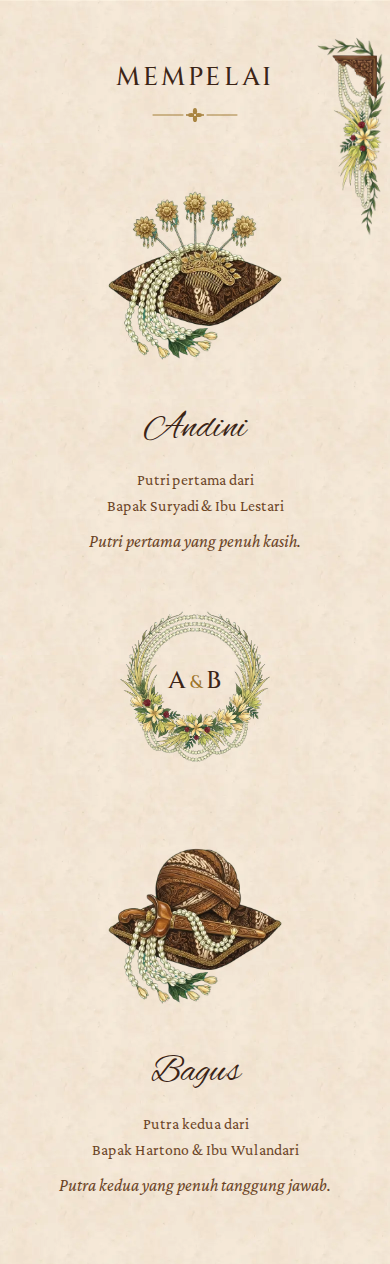 MEMPELAI
Andini
Putri pertama dari
Bapak Suryadi & Ibu Lestari
Putri pertama yang penuh kasih.
A & B
Bagus
Putra kedua dari
Bapak Hartono & Ibu Wulandari
Putra kedua yang penuh tanggung jawab.